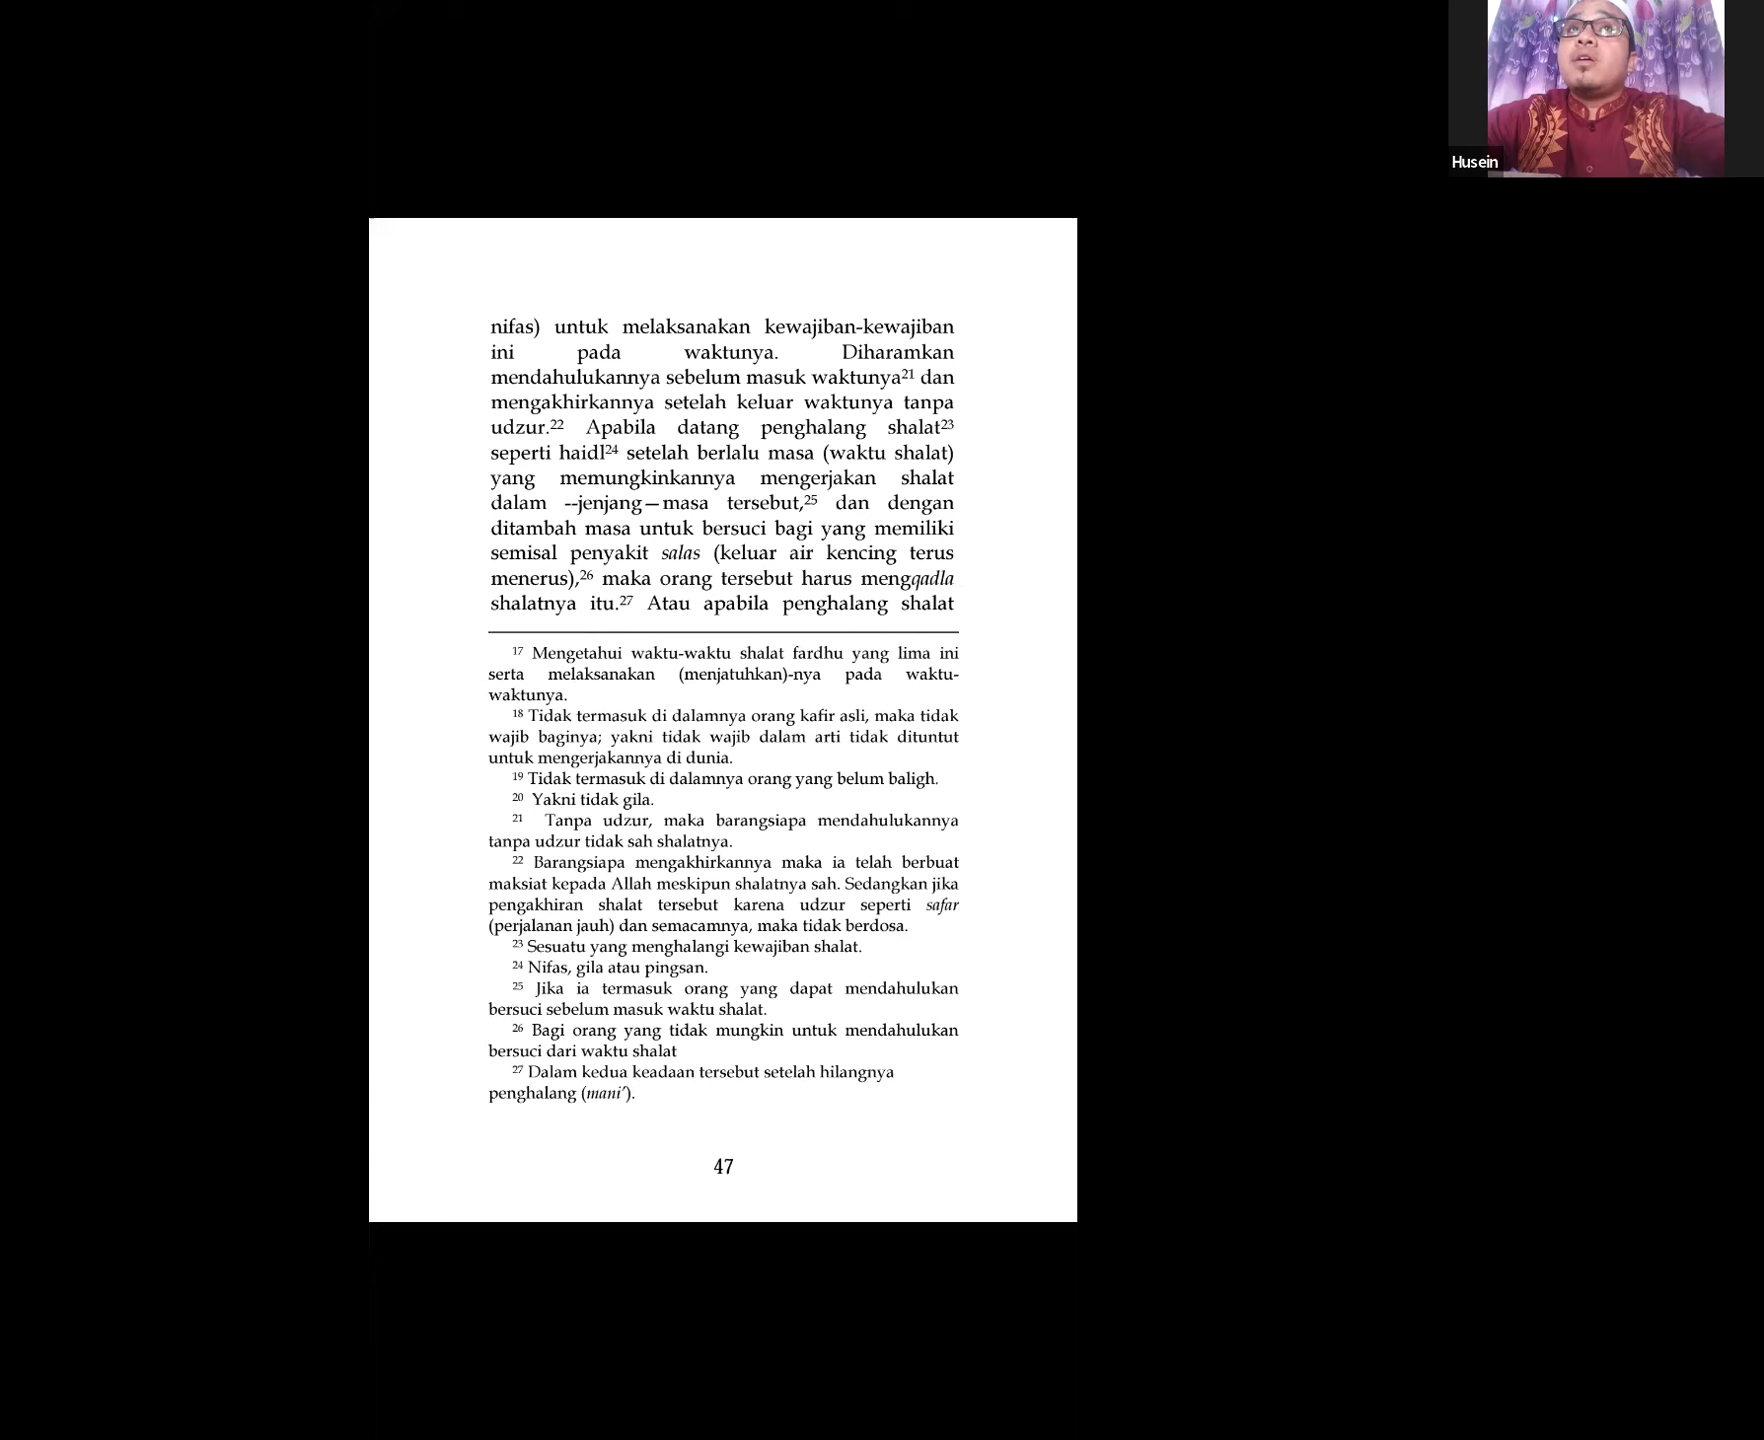 Husein
nifas) untuk melaksanakan kewajiban-kewajiban
ini pada waktunya. Diharamkan
mendahulukannya sebelum masuk waktunya²¹ dan
mengakhirkannya setelah keluar waktunya tanpa
udzur.²² Apabila datang penghalang shalat²³
seperti haidl²⁴ setelah berlalu masa (waktu shalat)
yang memungkinkannya mengerjakan shalat
dalam --jenjang—masa tersebut,²⁵ dan dengan
ditambah masa untuk bersuci bagi yang memiliki
semisal penyakit salas (keluar air kencing terus
menerus),²⁶ maka orang tersebut harus mengqadla
shalatnya itu.²⁷ Atau apabila penghalang shalat
¹⁷ Mengetahui waktu-waktu shalat fardhu yang lima ini
serta melaksanakan (menjatuhkan)-nya pada waktu-
waktunya.
¹⁸ Tidak termasuk di dalamnya orang kafir asli, maka tidak
wajib baginya; yakni tidak wajib dalam arti tidak dituntut
untuk mengerjakannya di dunia.
¹⁹ Tidak termasuk di dalamnya orang yang belum baligh.
²⁰ Yakni tidak gila.
²¹ Tanpa udzur, maka barangsiapa mendahulukannya
tanpa udzur tidak sah shalatnya.
²² Barangsiapa mengakhirkannya maka ia telah berbuat
maksiat kepada Allah meskipun shalatnya sah. Sedangkan jika
pengakhiran shalat tersebut karena udzur seperti safar
(perjalanan jauh) dan semacamnya, maka tidak berdosa.
²³ Sesuatu yang menghalangi kewajiban shalat.
²⁴ Nifas, gila atau pingsan.
²⁵ Jika ia termasuk orang yang dapat mendahulukan
bersuci sebelum masuk waktu shalat.
²⁶ Bagi orang yang tidak mungkin untuk mendahulukan
bersuci dari waktu shalat
²⁷ Dalam kedua keadaan tersebut setelah hilangnya
penghalang (mani’).
47